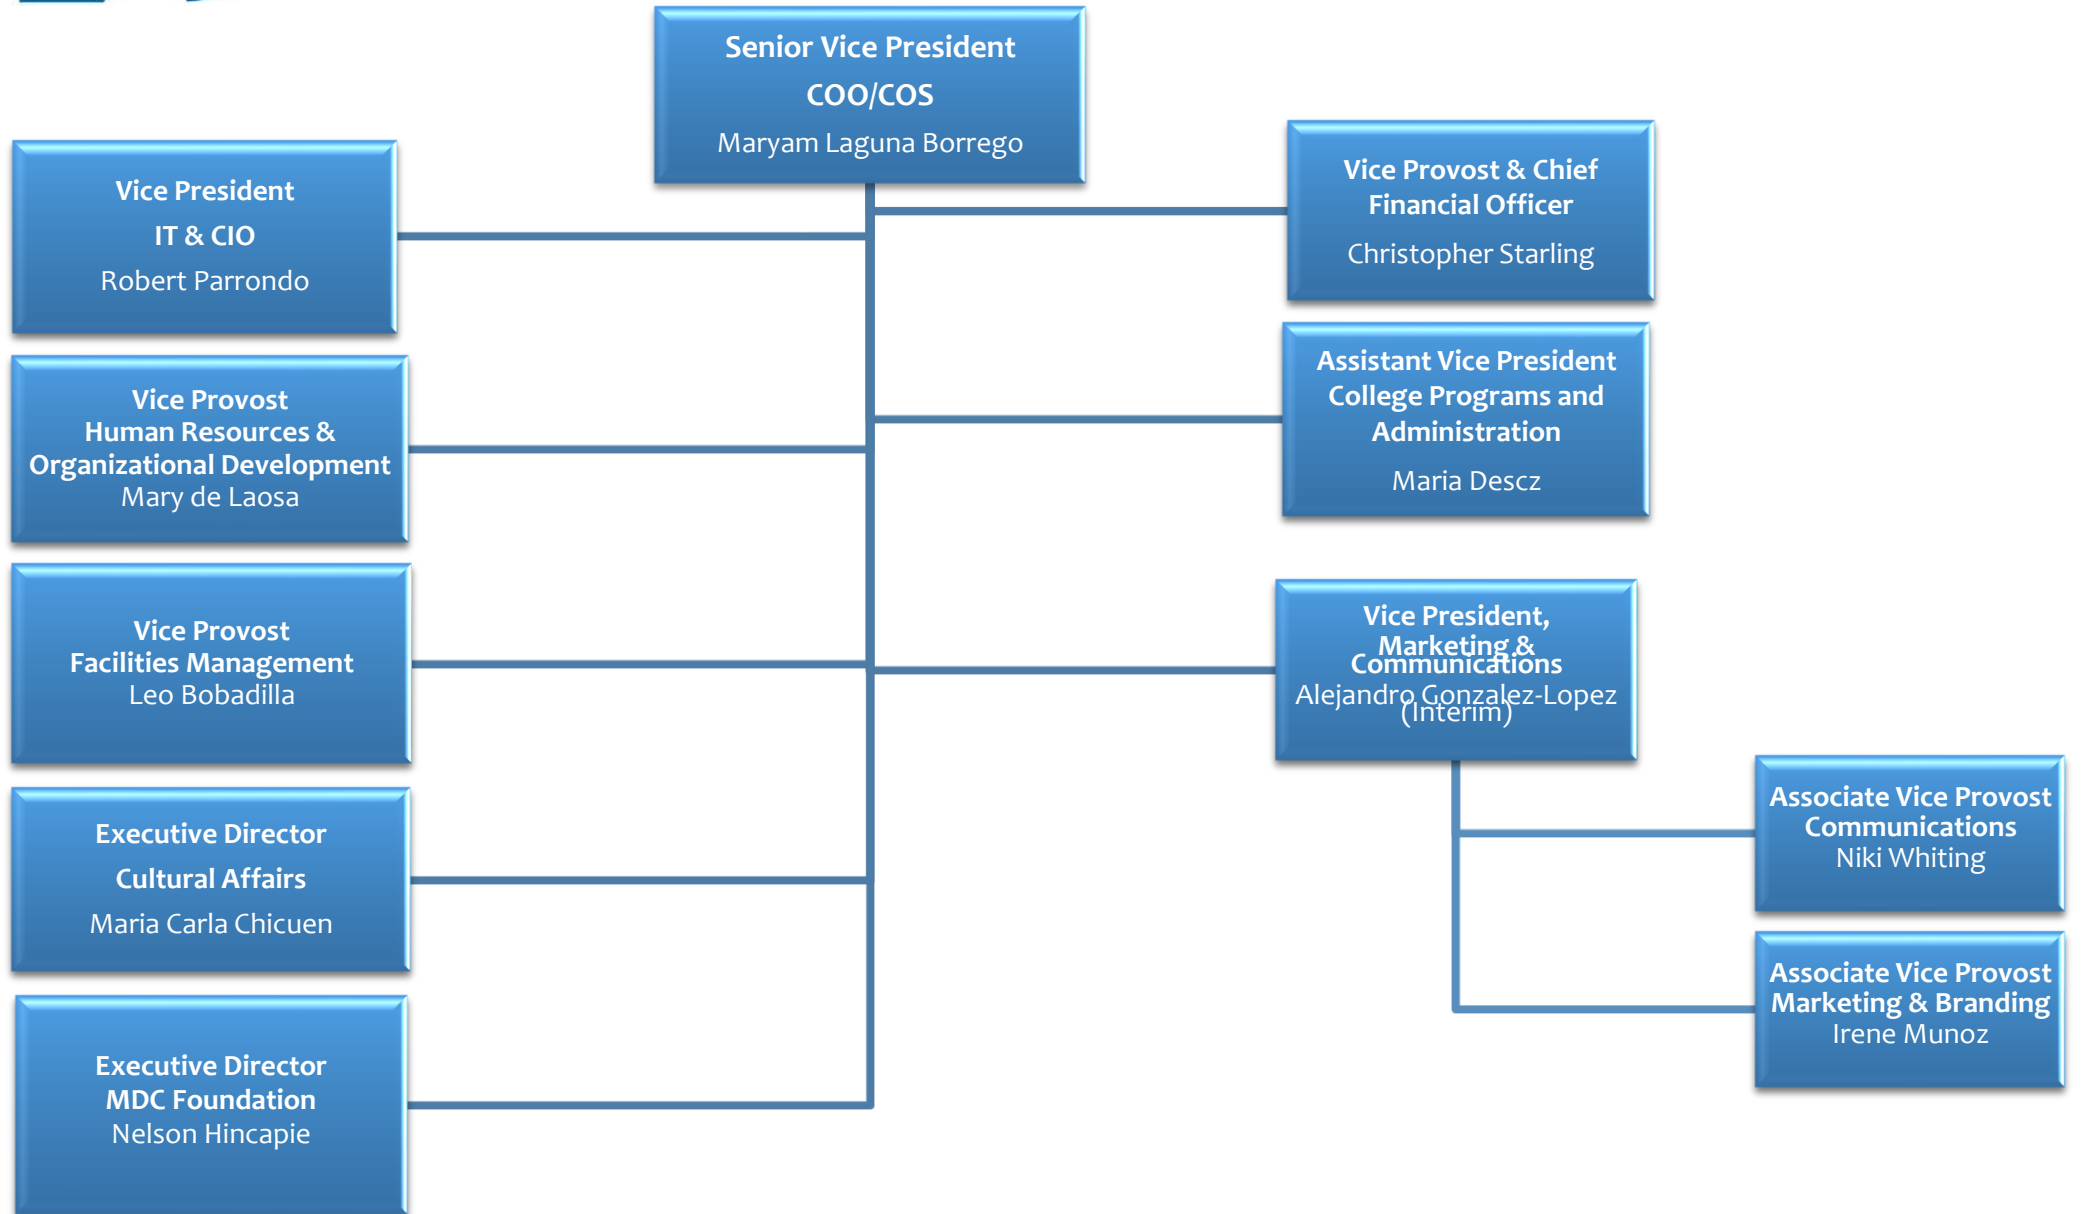 Senior Vice President
COO/COS
Maryam Laguna Borrego
Vice President
IT & CIO
Robert Parrondo
Vice Provost
Human Resources &
Organizational Development
Mary de Laosa
Vice Provost
Facilities Management
Leo Bobadilla
Executive Director
Cultural Affairs
Maria Carla Chicuen
Executive Director
MDC Foundation
Nelson Hincapie
Vice Provost & Chief
Financial Officer
Christopher Starling
Assistant Vice President
College Programs and
Administration
Maria Descz
Vice President,
Marketing &
Communications
Alejandro Gonzalez-Lopez
(Interim)
Associate Vice Provost
Communications
Niki Whiting
Associate Vice Provost
Marketing & Branding
Irene Munoz